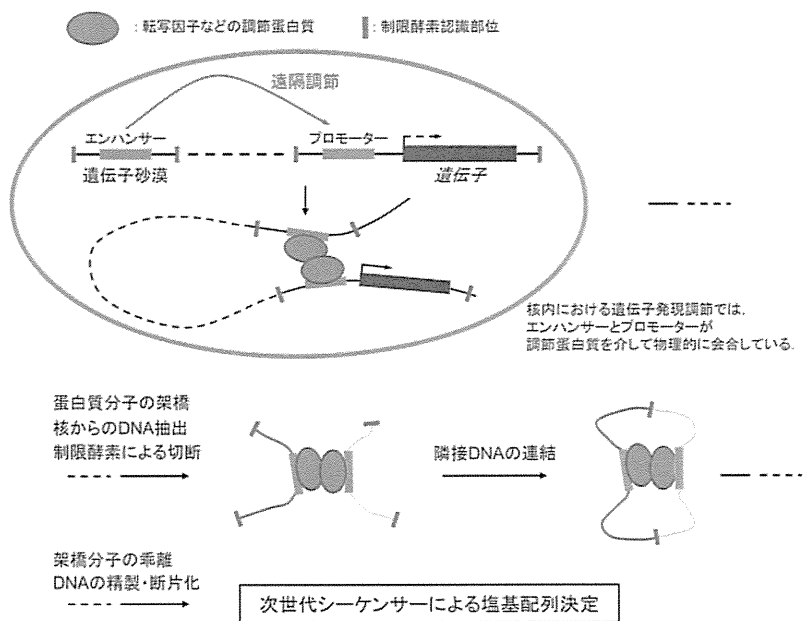 :転写因子などの調節蛋白質
:制限酵素認識部位
遠隔調節
エンハンサー
プロモーター
遺伝子砂漠
遺伝子
核内における遺伝子発現調節では,
エンハンサーとプロモーターが
調節蛋白質を介して物理的に会合している.
蛋白質分子の架橋
核からのDNA抽出
制限酵素による切断
隣接DNAの連結
架橋分子の乖離
DNAの精製・断片化
次世代シーケンサーによる塩基配列決定